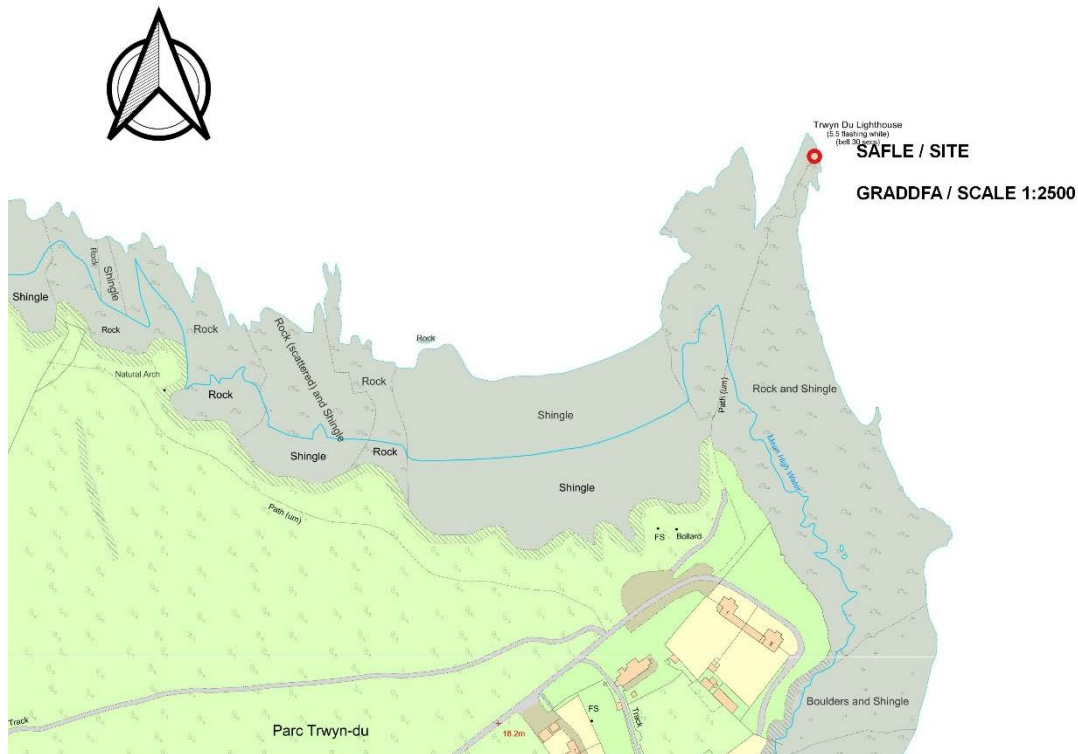 Trwyn Du Lighthouse
(5.5 flashing white)
(bell 30 secs)
SAFLE / SITE
GRADDFA / SCALE 1:2500
Rock
Shingle
Shingle
Rock
Rock
Rock (scattered) and Shingle
Rock
Rock
Natural Arch
Rock
Shingle
Rock
Shingle
Shingle
Path (um)
Rock and Shingle
Mean High Water
Path (um)
FS
Bollard
Boulders and Shingle
Track
Parc Trwyn-du
18.2m
FS
Track